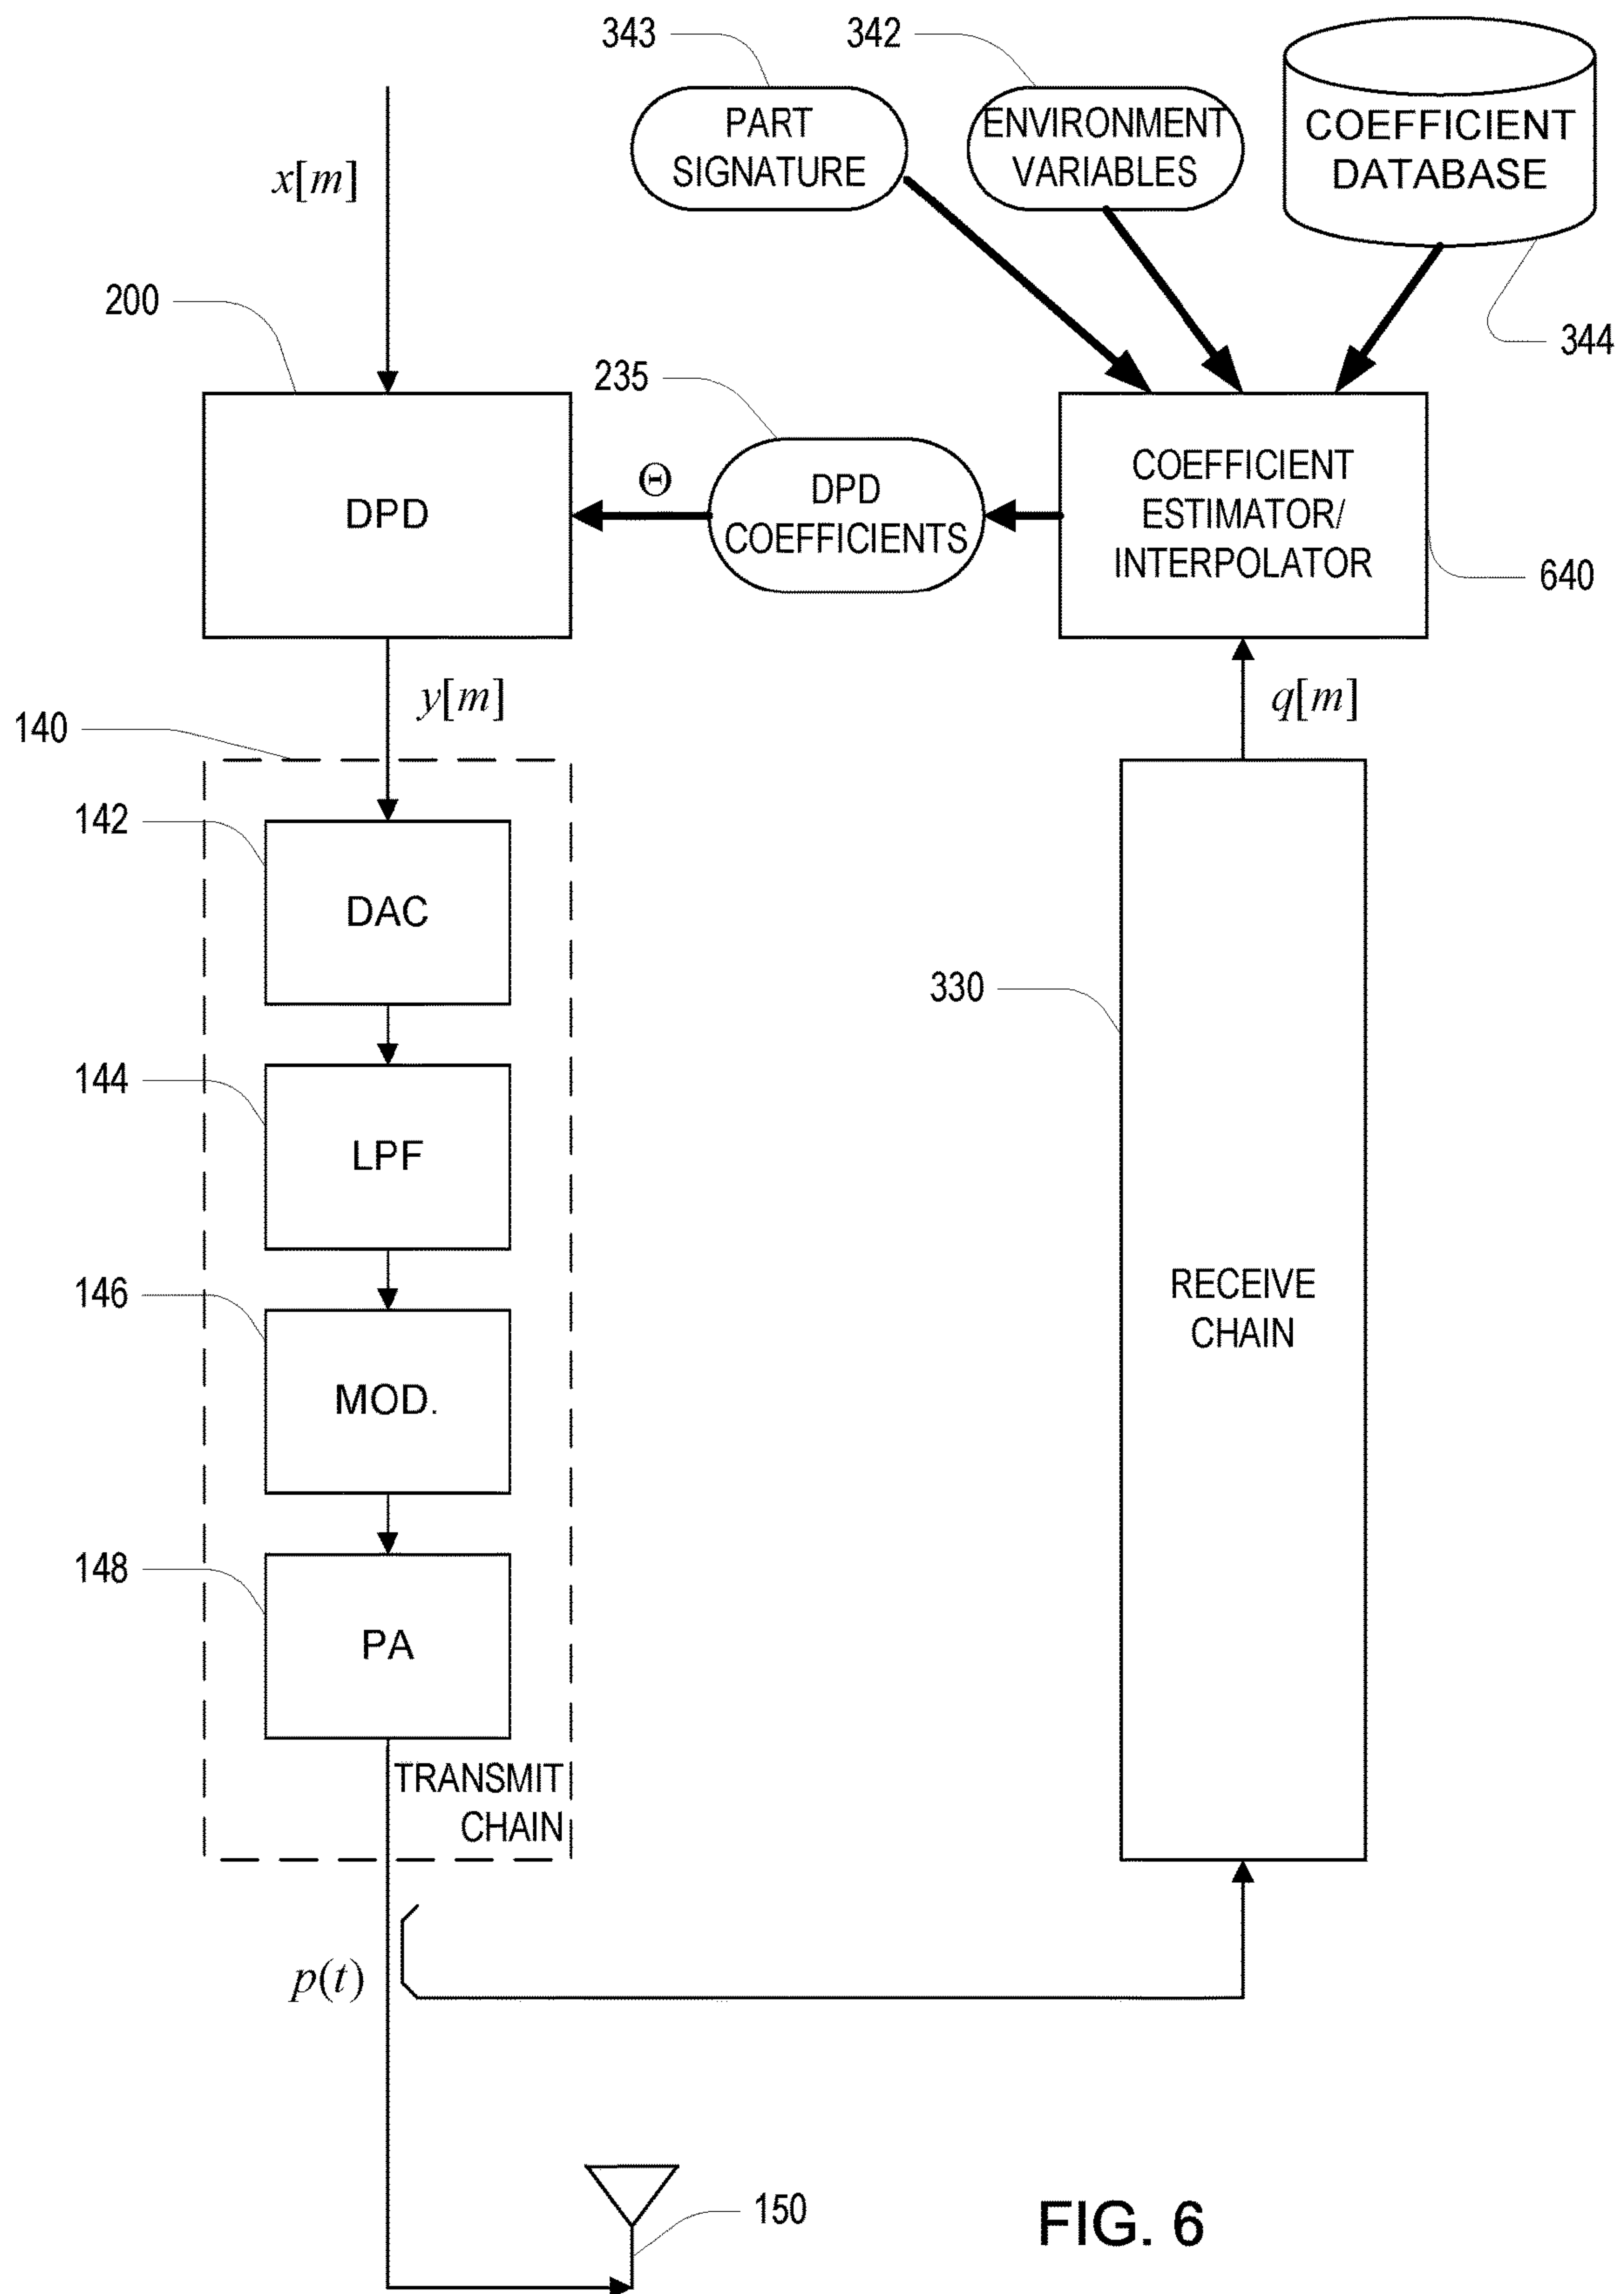 343
342
PART
SIGNATURE
ENVIRONMENT
VARIABLES
COEFFICIENT
DATABASE
x[m]
200
344
235
DPD
Θ
DPD
COEFFICIENTS
COEFFICIENT
ESTIMATOR/
INTERPOLATOR
640
y[m]
q[m]
140
142
DAC
330
144
LPF
146
MOD.
RECEIVE
CHAIN
148
PA
TRANSMIT
CHAIN
p(t)
150
FIG. 6